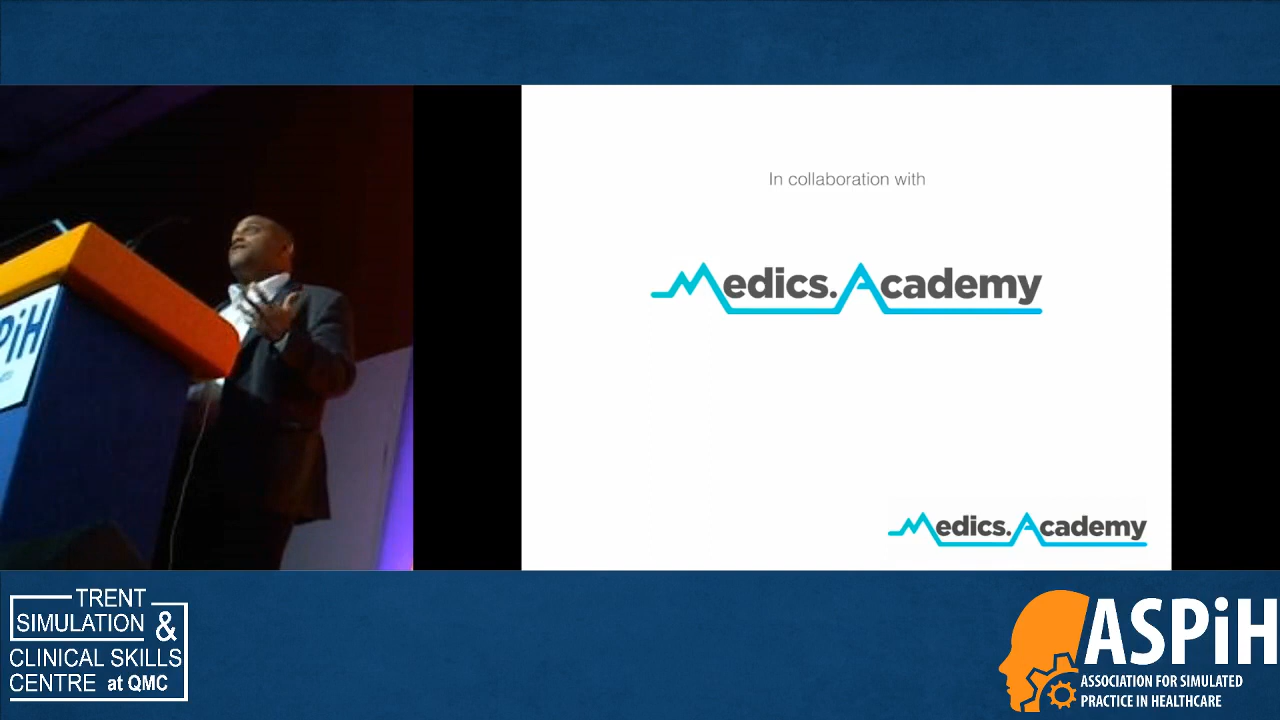 In collaboration with
Medics.Academy
Medics.Academy
PiH
TRENT
SIMULATION &
CLINICAL SKILLS
CENTRE at QMC
ASPiH
ASSOCIATION FOR SIMULATED
PRACTICE IN HEALTHCARE